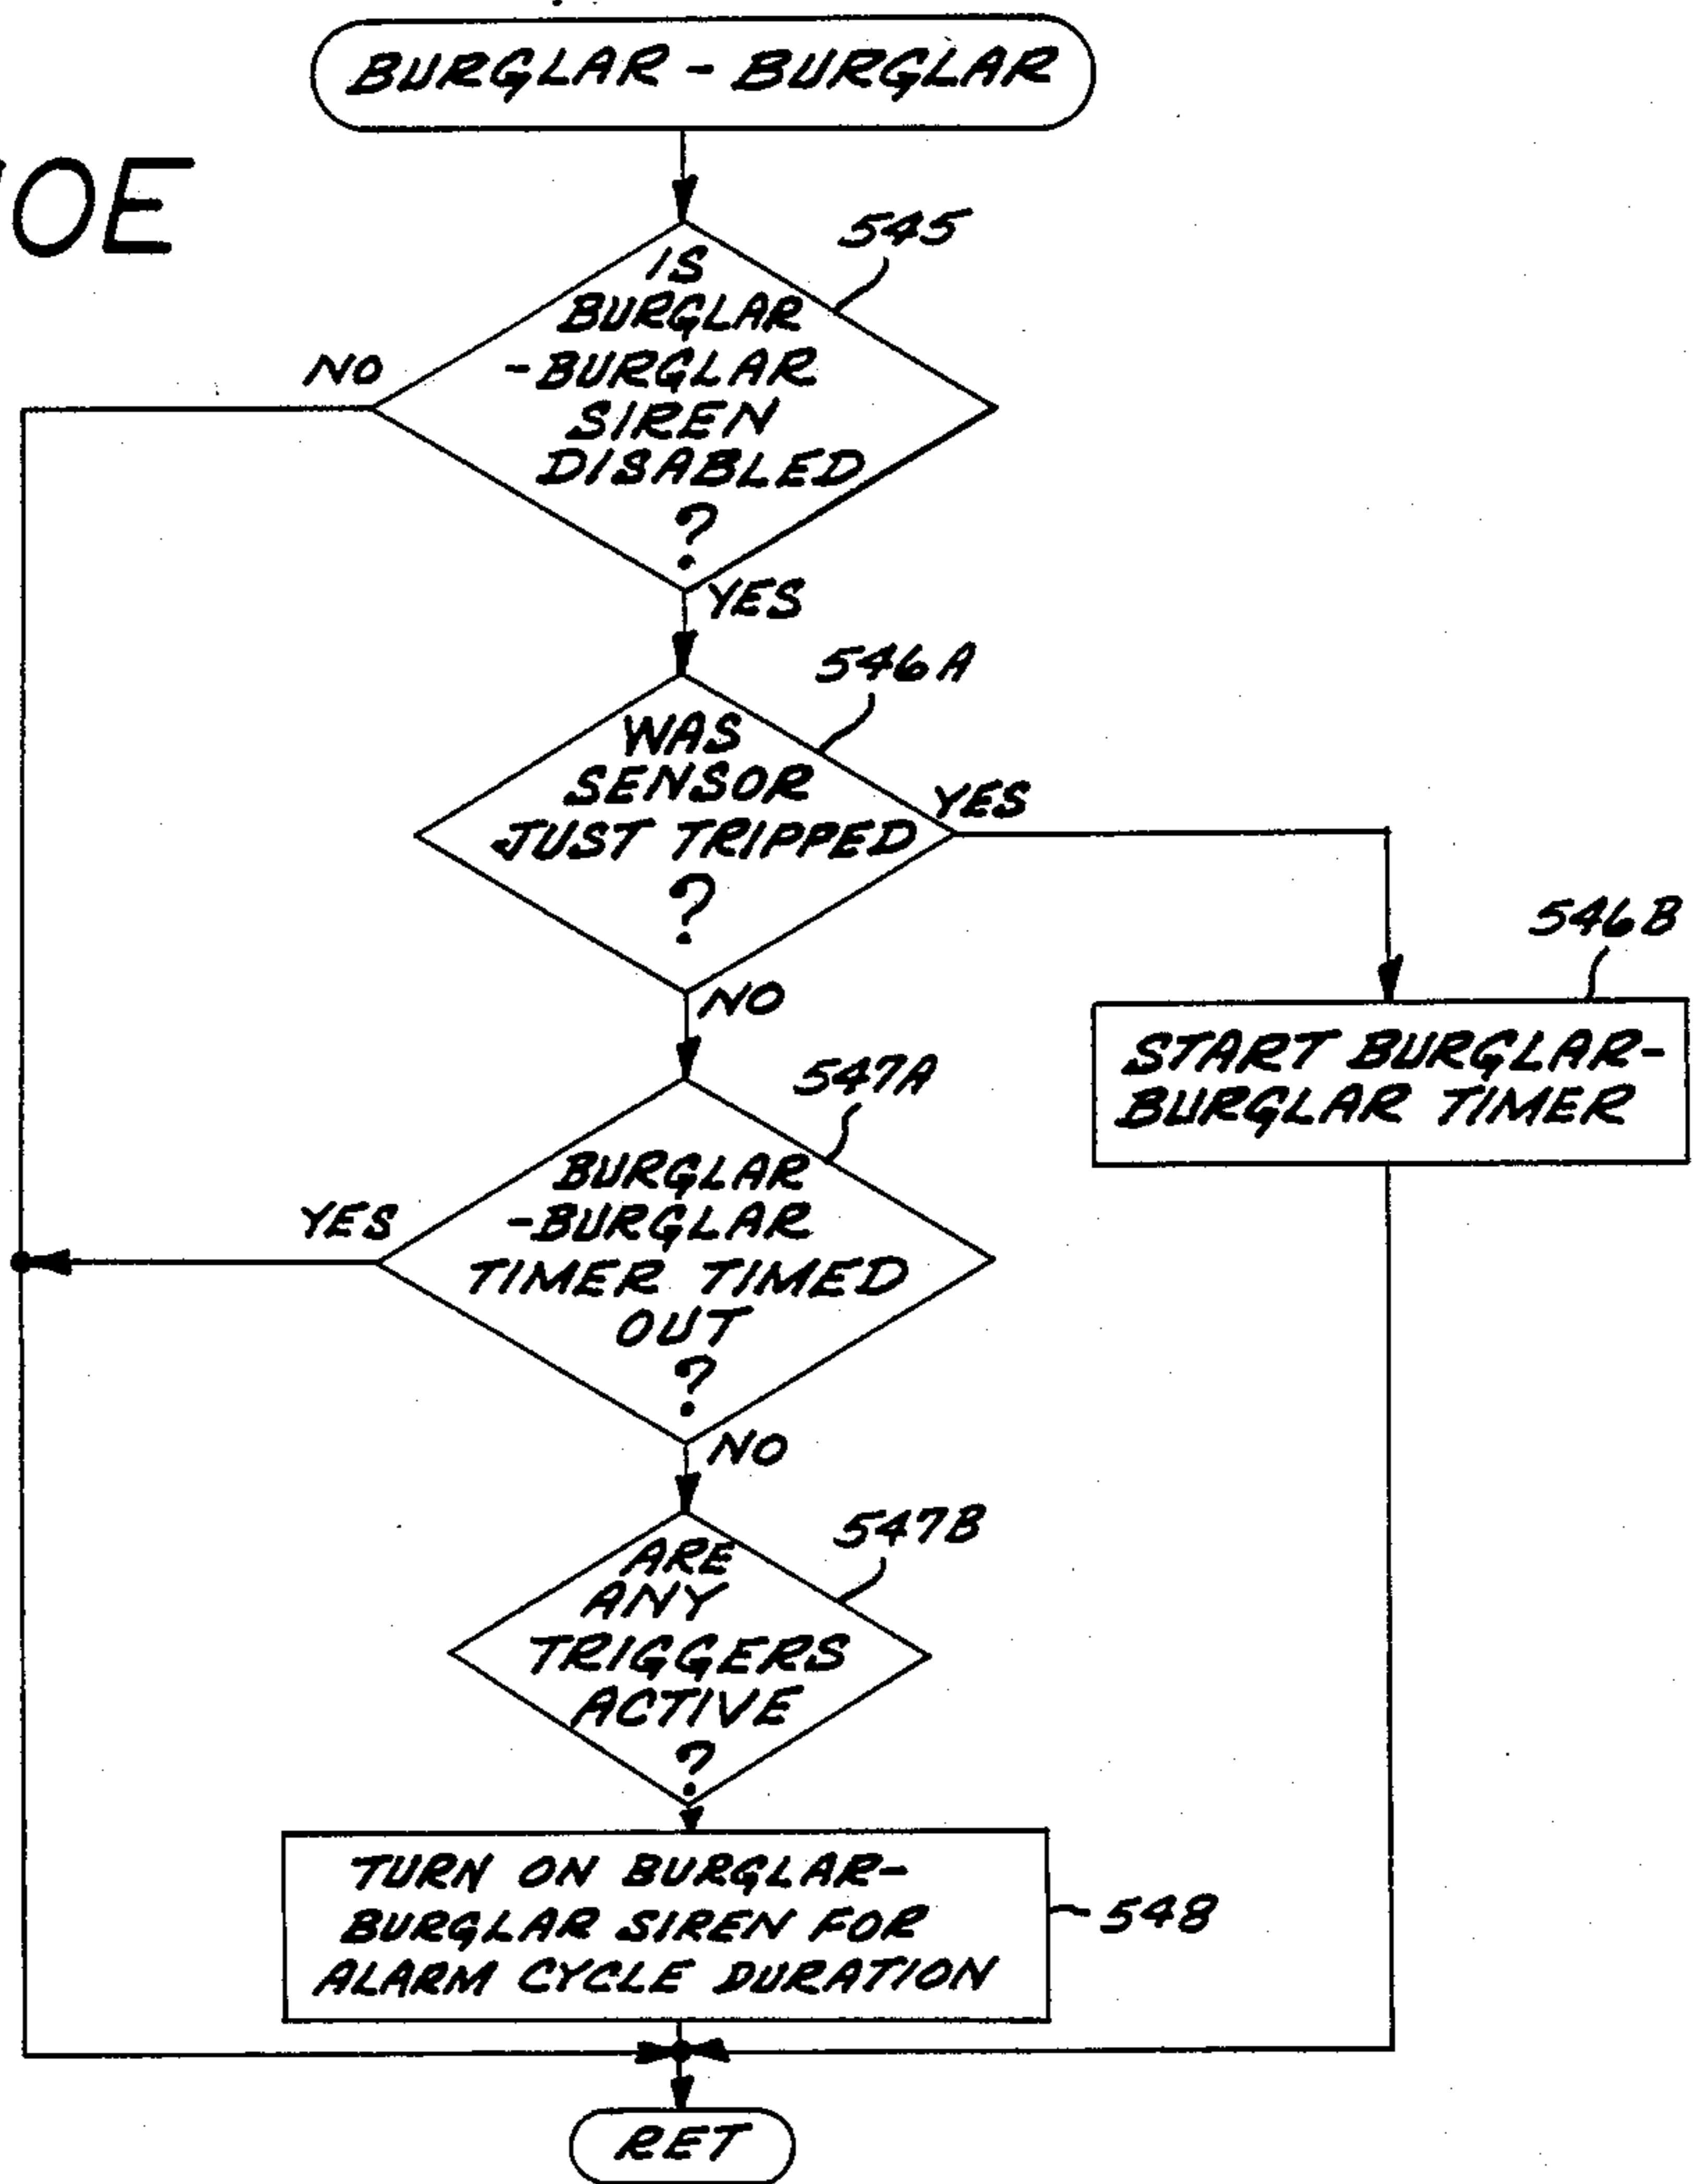 BURGLAR - BURGLAR
OE
545
IS
BURGLAR
-BURGLAR
SIREN
DISABLED
?
NO
YES
546A
WAS
SENSOR
JUST TRIPPED
?
YES
NO
546B
START BURGLAR-
BURGLAR TIMER
547A
BURGLAR
-BURGLAR
TIMER TIMED
OUT
?
YES
NO
547B
ARE
ANY
TRIGGERS
ACTIVE
?
TURN ON BURGLAR-
BURGLAR SIREN FOR
ALARM CYCLE DURATION
548
RET